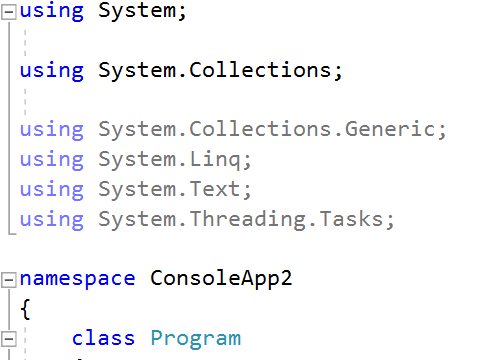 using System;
using System.Collections;
using System.Collections.Generic;
using System.Linq;
using System.Text;
using System.Threading.Tasks;
namespace ConsoleApp2
{
class Program